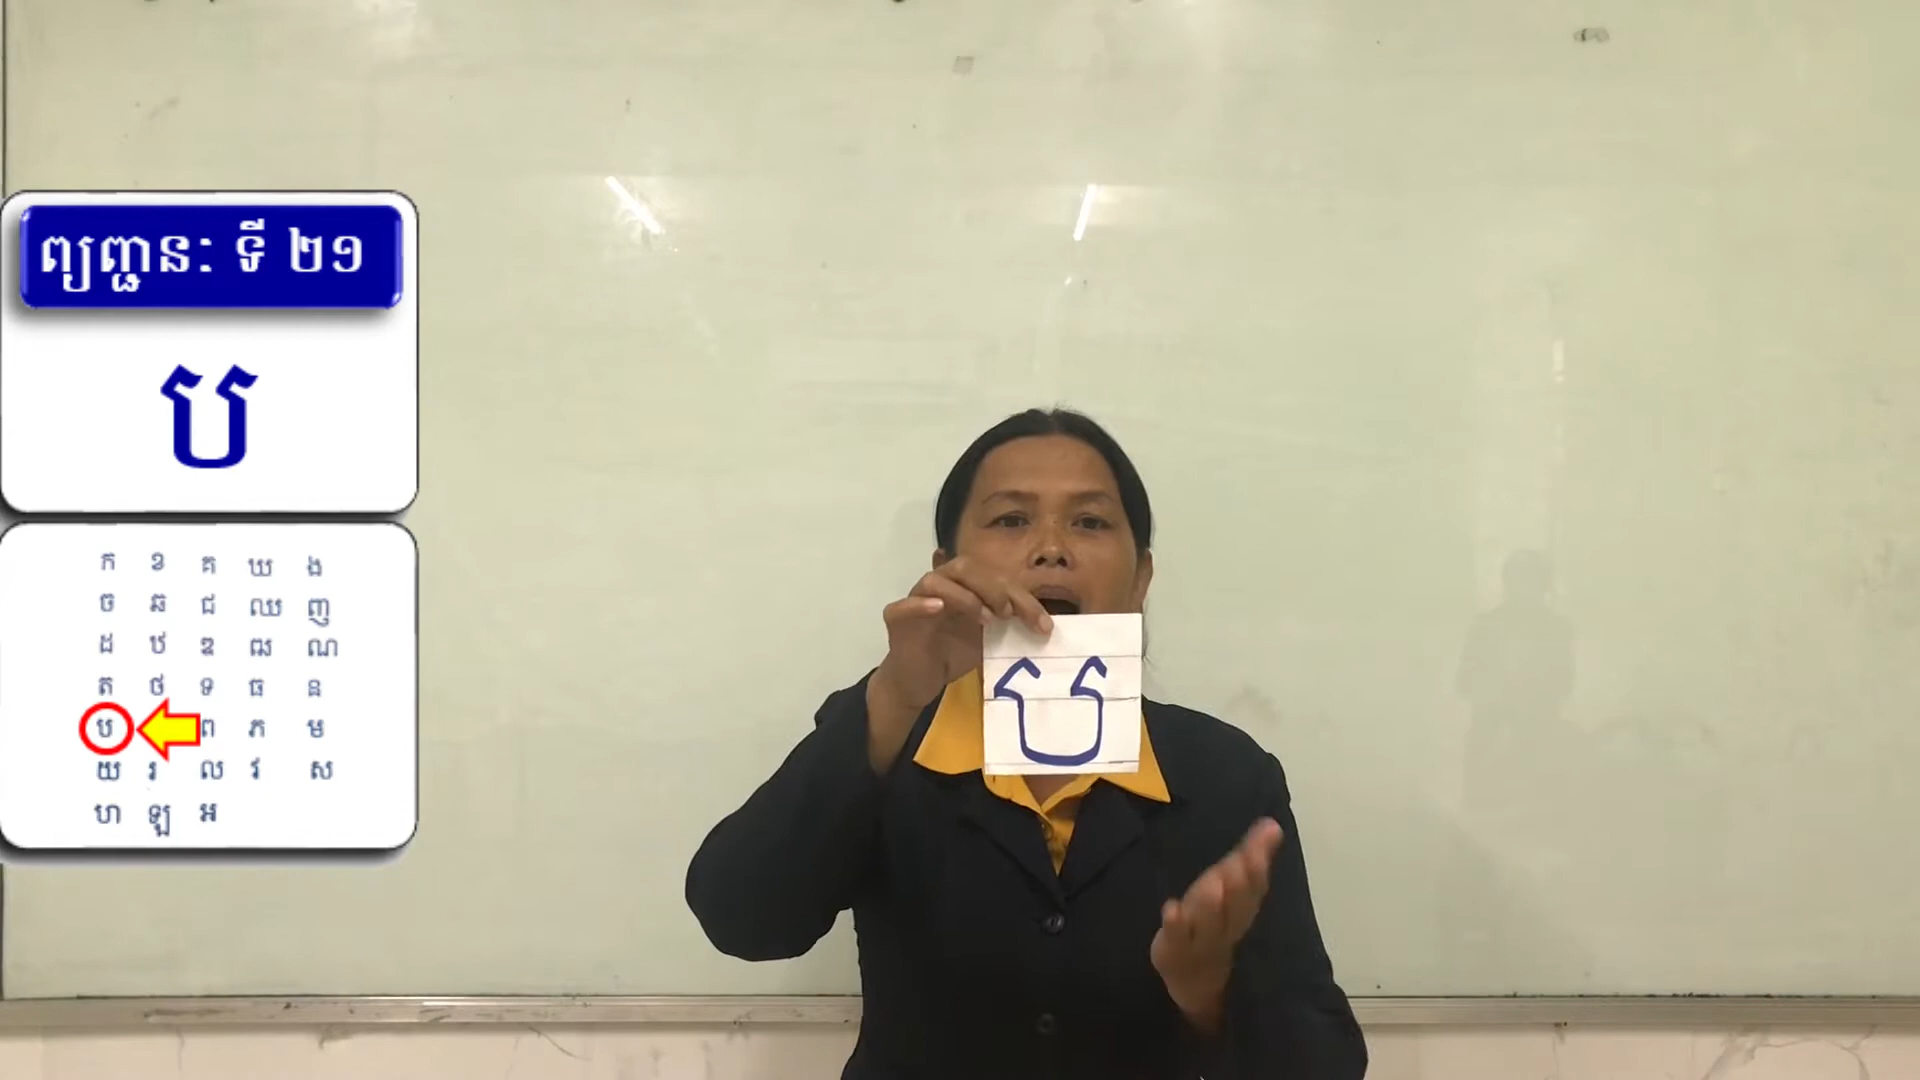 ព្យញ្ជនៈ ទី ២១
ប
ក ខ គ ឃ ង
ច ឆ ជ ឈ ញ
ដ ឋ ឌ ឍ ណ
ត ថ ទ ធ ន
ប ព ភ ម
យ រ ល វ ស
ហ ឡ អ
ប